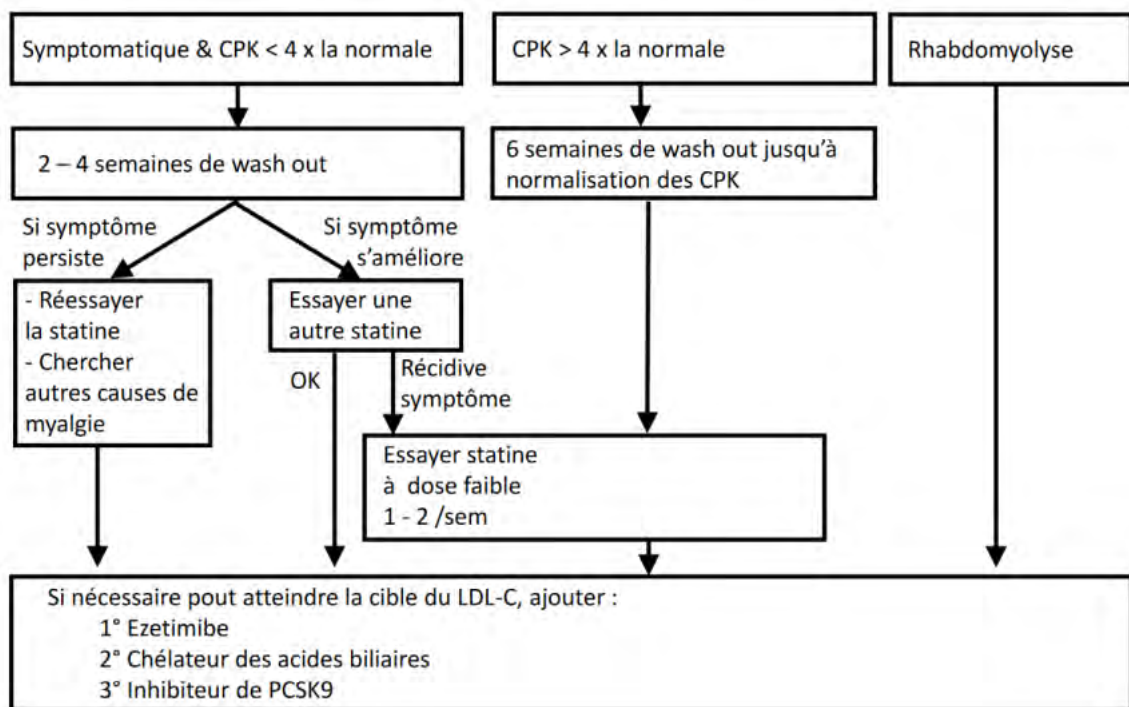 Symptomatique & CPK < 4 x la normale
CPK > 4 x la normale
Rhabdomyolyse
2 – 4 semaines de wash out
6 semaines de wash out jusqu'à
normalisation des CPK
Si symptôme
persiste
Si symptôme
s'améliore
- Réessayer
la statine
- Chercher
autres causes de
myalgie
Essayer une
autre statine
OK
Récidive
symptôme
Essayer statine
à dose faible
1 - 2 /sem
Si nécessaire pout atteindre la cible du LDL-C, ajouter :
1° Ezetimibe
2° Chélateur des acides biliaires
3° Inhibiteur de PCSK9